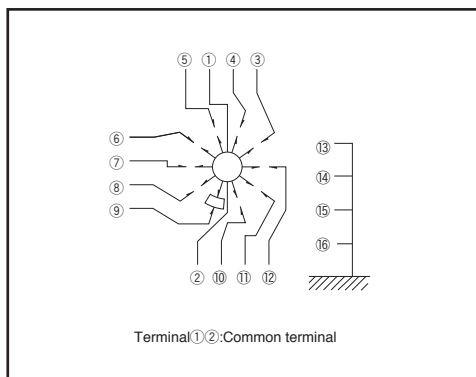 ⑤ ① ④ ③
⑥
⑬
⑦
⑭
⑧
⑮
⑨
⑯
② ⑩ ⑪ ⑫
Terminal①②:Common terminal